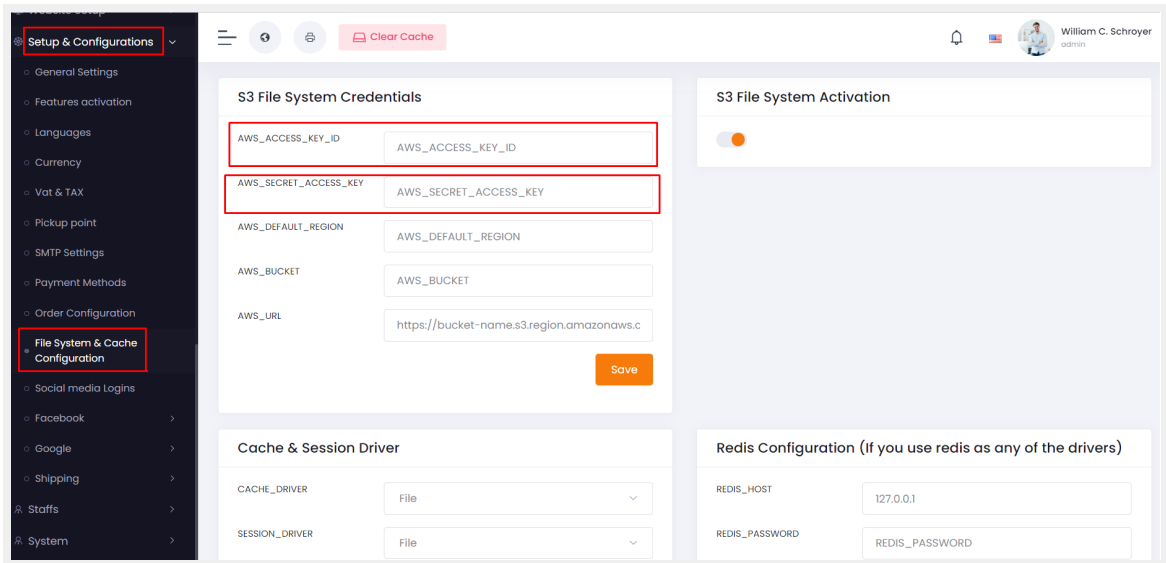 Website Setup
Setup & Configurations
General Settings
Features activation
Languages
Currency
Vat & TAX
Pickup point
SMTP Settings
Payment Methods
Order Configuration
File System & Cache
Configuration
Social media Logins
Facebook
Google
Shipping
Staffs
System
Clear Cache
William C. Schroyer
admin
S3 File System Credentials
AWS_ACCESS_KEY_ID
AWS_ACCESS_KEY_ID
AWS_SECRET_ACCESS_KEY
AWS_SECRET_ACCESS_KEY
AWS_DEFAULT_REGION
AWS_DEFAULT_REGION
AWS_BUCKET
AWS_BUCKET
AWS_URL
https://bucket-name.s3.region.amazonaws.c
Save
S3 File System Activation
Cache & Session Driver
CACHE_DRIVER
File
SESSION_DRIVER
File
Redis Configuration (If you use redis as any of the drivers)
REDIS_HOST
127.0.0.1
REDIS_PASSWORD
REDIS_PASSWORD